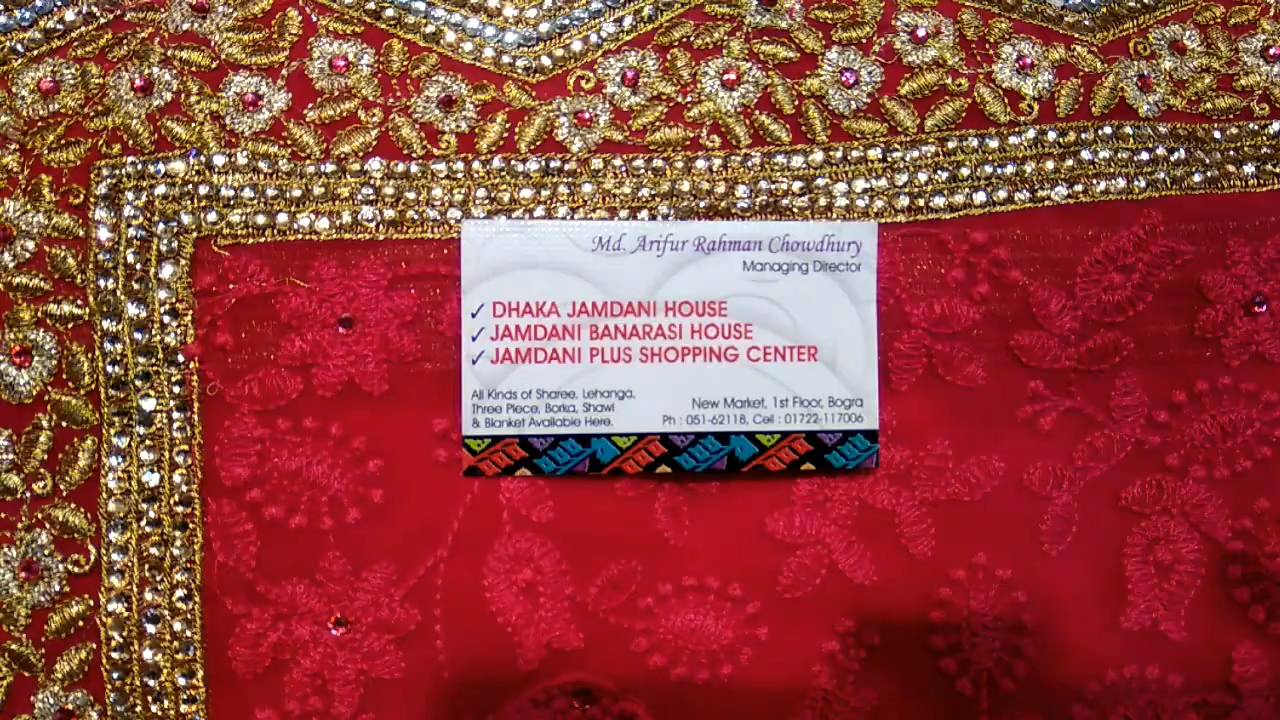 Md. Arifur Rahman Chowdhury
Managing Director
✓ DHAKA JAMDANI HOUSE
✓ JAMDANI BANARASI HOUSE
✓ JAMDANI PLUS SHOPPING CENTER
All Kinds of Sharee, Lehanga,
Three Piece, Borka, Shawl
& Blanket Available Here.
New Market, 1st Floor, Bogra
Ph : 051-62118, Cell : 01722-117006